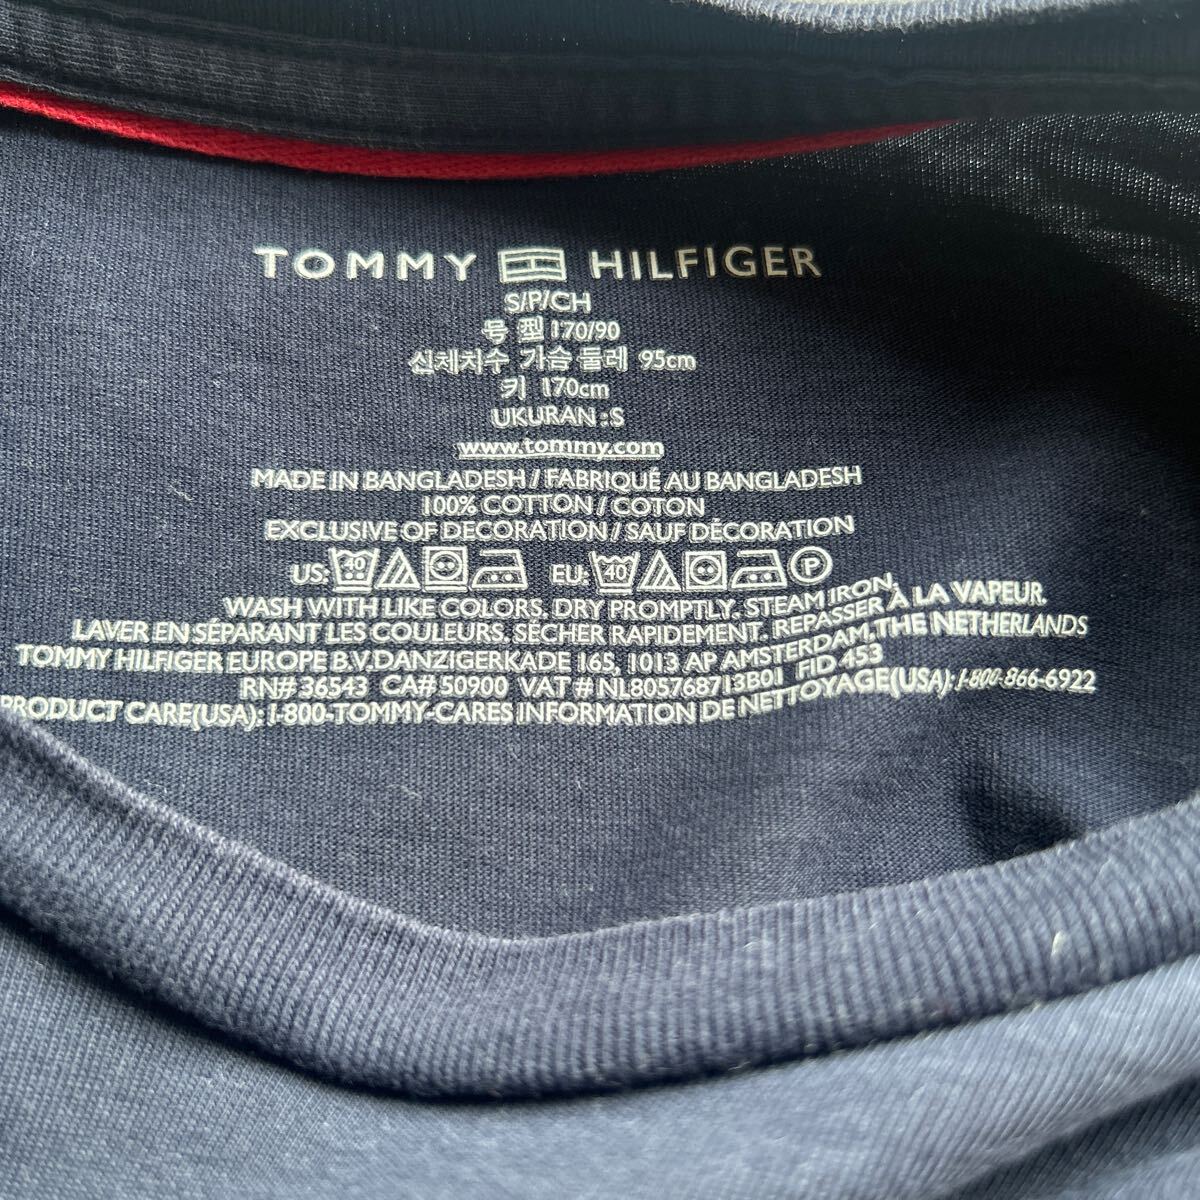 TOMMY HILFIGER
S/P/CH
号型 170/90
신체치수 가슴둘레 95cm
키 170cm
UKURAN : S
www.tommy.com
MADE IN BANGLADESH / FABRIQUÉ AU BANGLADESH
100% COTTON / COTON
EXCLUSIVE OF DECORATION / SAUF DÉCORATION
US: 40 EU: 40 P
WASH WITH LIKE COLORS. DRY PROMPTLY. STEAM IRON.
LAVER EN SÉPARANT LES COULEURS. SÉCHER RAPIDEMENT. REPASSER À LA VAPEUR.
TOMMY HILFIGER EUROPE B.V. DANZIGERKADE 165, 1013 AP AMSTERDAM, THE NETHERLANDS
RN# 36543 CA# 50900 VAT # NL805768713B01 FID 453
PRODUCT CARE(USA): 1-800-TOMMY-CARES INFORMATION DE NETTOYAGE(USA): 1-800-866-6922